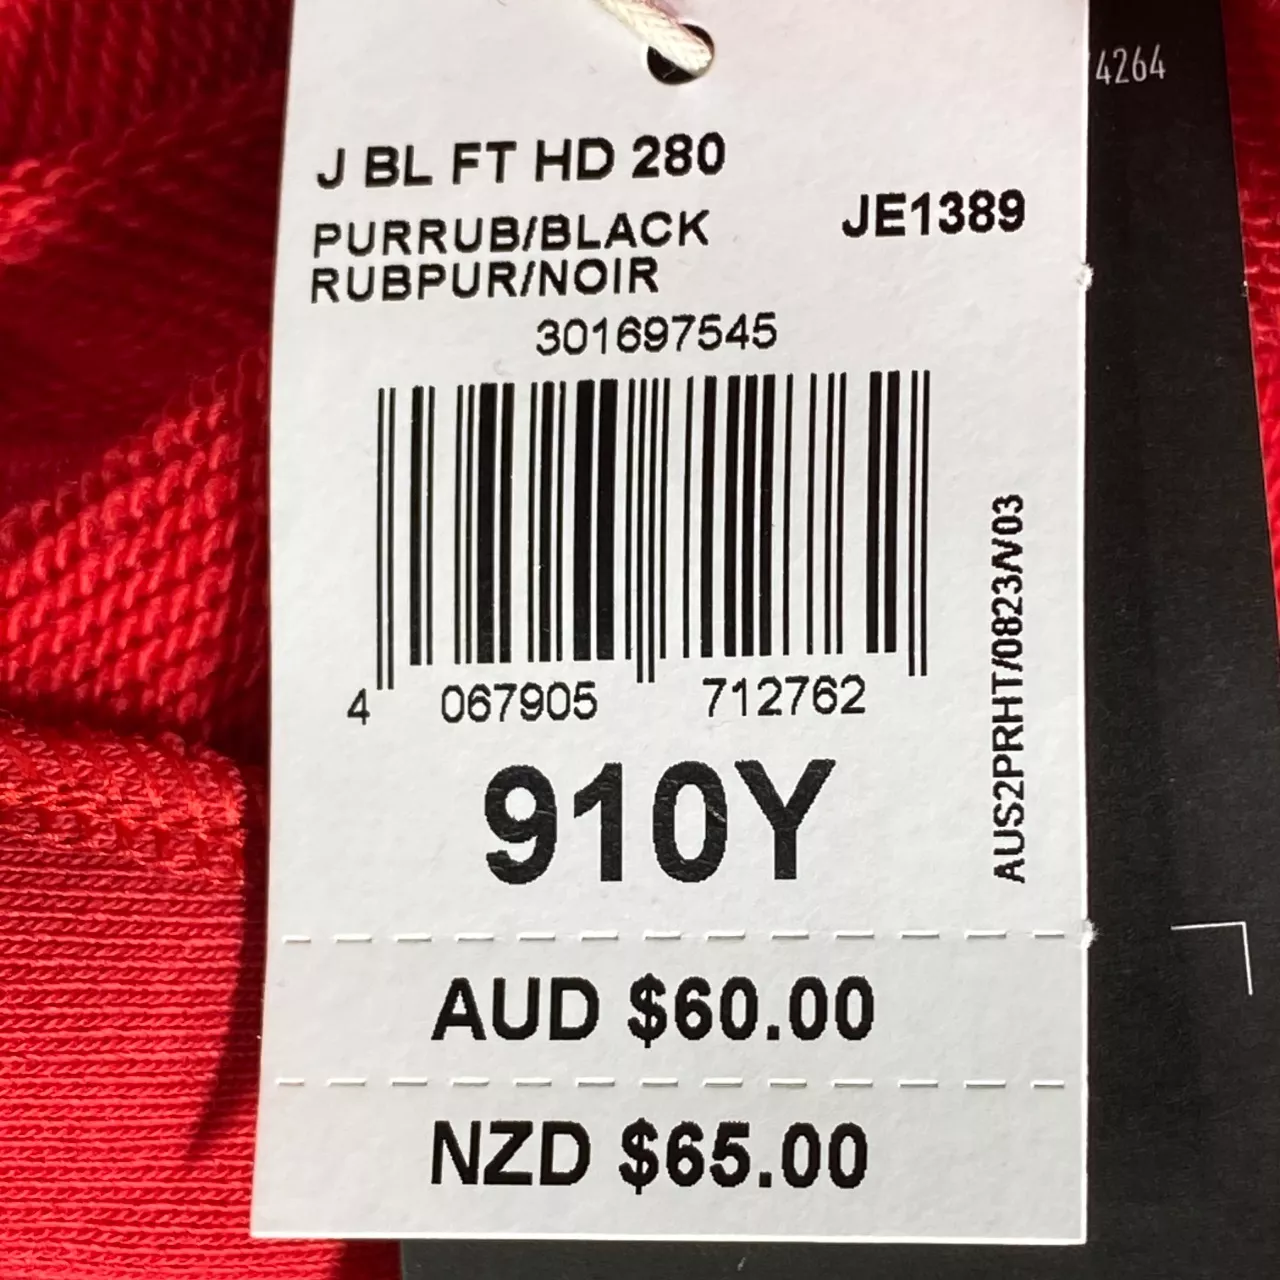 4264
J BL FT HD 280
PURRUB/BLACK
JE1389
RUBPUR/NOIR
301697545
4 067905 712762
910Y
AUS2PRHT/0823/V03
AUD $60.00
NZD $65.00